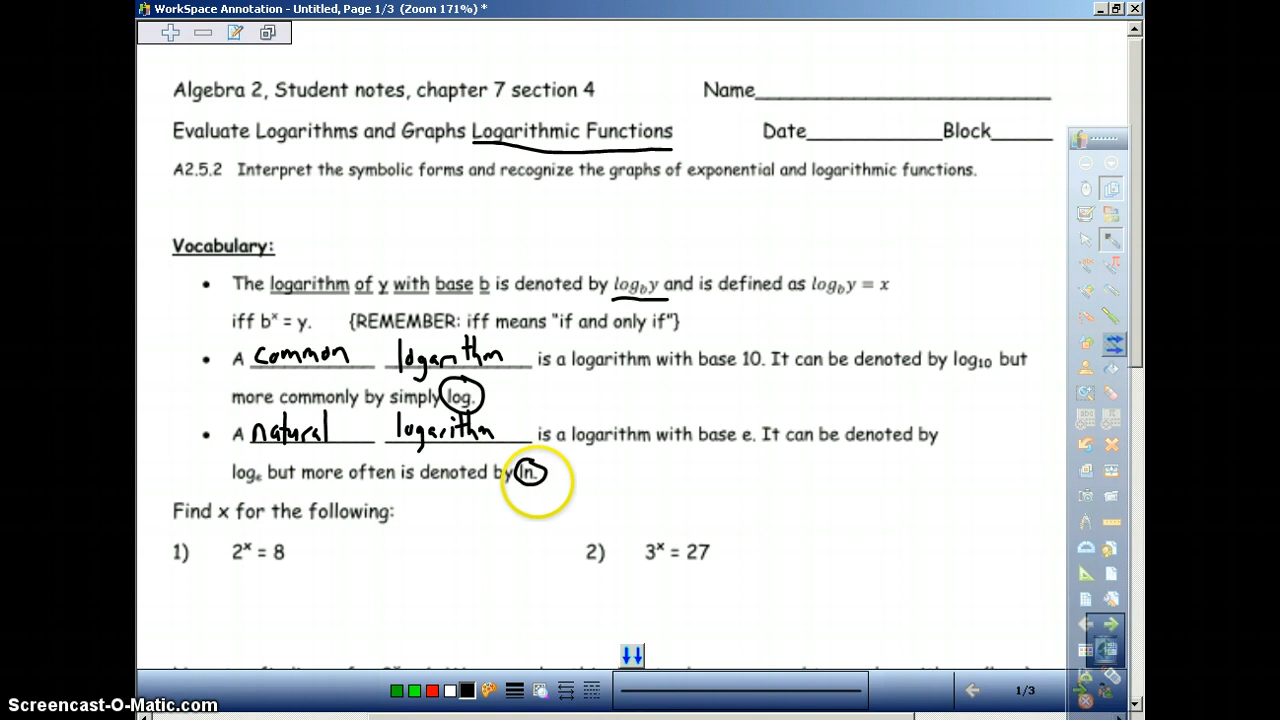 WorkSpace Annotation - Untitled, Page 1/3 (Zoom 171%) *
Algebra 2, Student notes, chapter 7 section 4 Name
Evaluate Logarithms and Graphs Logarithmic Functions Date Block
A2.5.2 Interpret the symbolic forms and recognize the graphs of exponential and logarithmic functions.
Vocabulary:
• The logarithm of y with base b is denoted by log_b y and is defined as log_b y = x
iff bˣ = y. {REMEMBER: iff means "if and only if"}
• A common logarithm is a logarithm with base 10. It can be denoted by log₁₀ but
more commonly by simply log.
• A natural logarithm is a logarithm with base e. It can be denoted by
logₑ but more often is denoted by ln.
Find x for the following:
1) 2ˣ = 8 2) 3ˣ = 27
1/3
Screencast-O-Matic.com